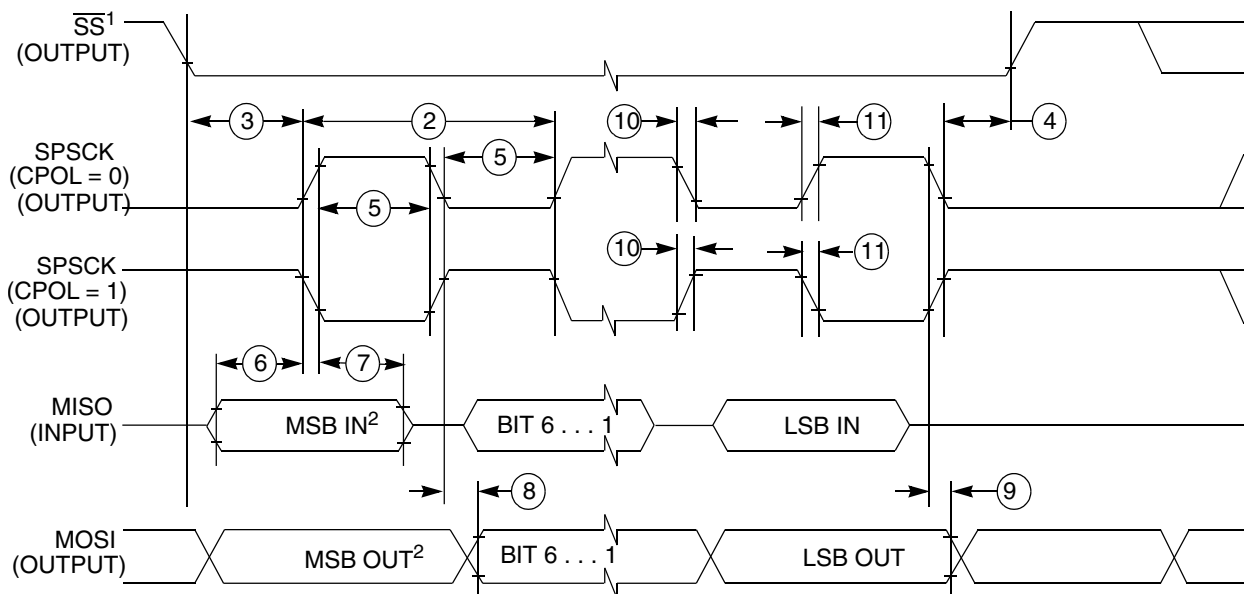 SS¹
(OUTPUT)
3
2
10
11
4
SPSCK
(CPOL = 0)
(OUTPUT)
5
5
SPSCK
(CPOL = 1)
(OUTPUT)
10
11
6
7
MISO
(INPUT)
MSB IN²
BIT 6 . . . 1
LSB IN
8
9
MOSI
(OUTPUT)
MSB OUT²
BIT 6 . . . 1
LSB OUT